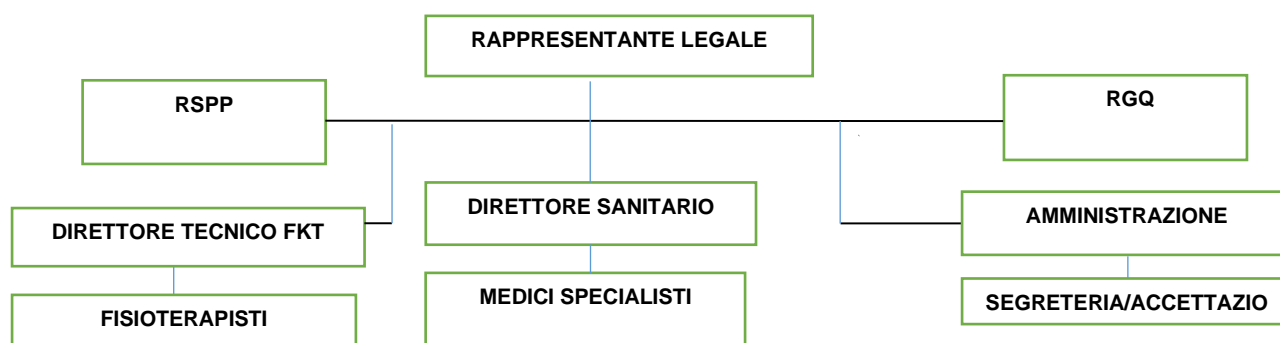 RAPPRESENTANTE LEGALE
RSPP
RGQ
DIRETTORE SANITARIO
DIRETTORE TECNICO FKT
AMMINISTRAZIONE
MEDICI SPECIALISTI
SEGRETERIA/ACCETTAZIO
FISIOTERAPISTI